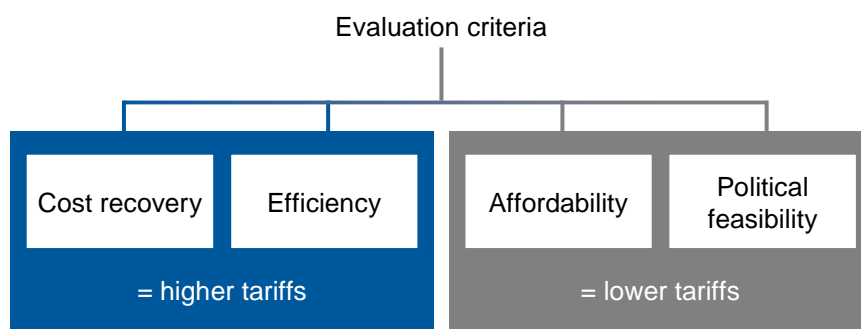 Evaluation criteria
Cost recovery
Efficiency
Affordability
Political
feasibility
= higher tariffs
= lower tariffs